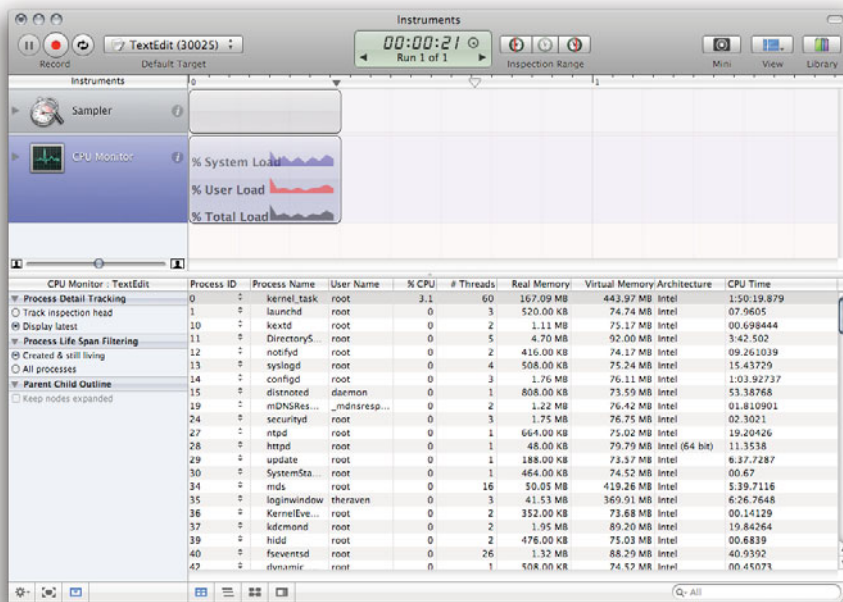 Instruments
TextEdit (30025)
00:00:21
Run 1 of 1
Record
Default Target
Inspection Range
Mini
View
Library
Instruments
0
1
Sampler
CPU Monitor
% System Load
% User Load
% Total Load
CPU Monitor : TextEdit
Process Detail Tracking
Track inspection head
Display latest
Process Life Span Filtering
Created & still living
All processes
Parent Child Outline
Keep nodes expanded
Process ID Process Name User Name % CPU # Threads Real Memory Virtual Memory Architecture CPU Time
0 kernel_task root 3.1 60 167.09 MB 443.97 MB Intel 1:50:19.879
1 launchd root 0 3 520.00 KB 74.74 MB Intel 07.9605
10 kextd root 0 2 1.11 MB 75.17 MB Intel 00.698444
11 DirectoryS... root 0 5 4.70 MB 92.00 MB Intel 3:42.502
12 notifyd root 0 2 416.00 KB 74.17 MB Intel 09.261039
13 syslogd root 0 4 508.00 KB 75.24 MB Intel 15.43729
14 configd root 0 3 1.76 MB 76.11 MB Intel 1:03.92737
15 distnoted daemon 0 1 808.00 KB 73.59 MB Intel 53.38768
19 mDNSRes... _mdnsresp... 0 2 1.22 MB 76.42 MB Intel 01.810901
24 securityd root 0 3 1.75 MB 76.75 MB Intel 02.3021
27 ntpd root 0 1 664.00 KB 75.02 MB Intel 19.20426
28 httpd root 0 1 48.00 KB 79.79 MB Intel (64 bit) 11.3538
29 update root 0 1 188.00 KB 73.57 MB Intel 6:37.7287
30 SystemSta... root 0 1 464.00 KB 74.52 MB Intel 00.67
34 mds root 0 16 50.05 MB 419.26 MB Intel 5:39.7116
35 loginwindow theraven 0 3 41.53 MB 369.91 MB Intel 6:26.7648
36 KernelEve... root 0 2 352.00 KB 73.68 MB Intel 00.14129
37 kdcmond root 0 2 1.95 MB 89.20 MB Intel 19.84264
39 hidd root 0 2 476.00 KB 75.03 MB Intel 00.6839
40 fseventsd root 0 26 1.32 MB 88.29 MB Intel 40.9392
42 dynamic root 0 1 508.00 KB 74.52 MB Intel 00.45073
All